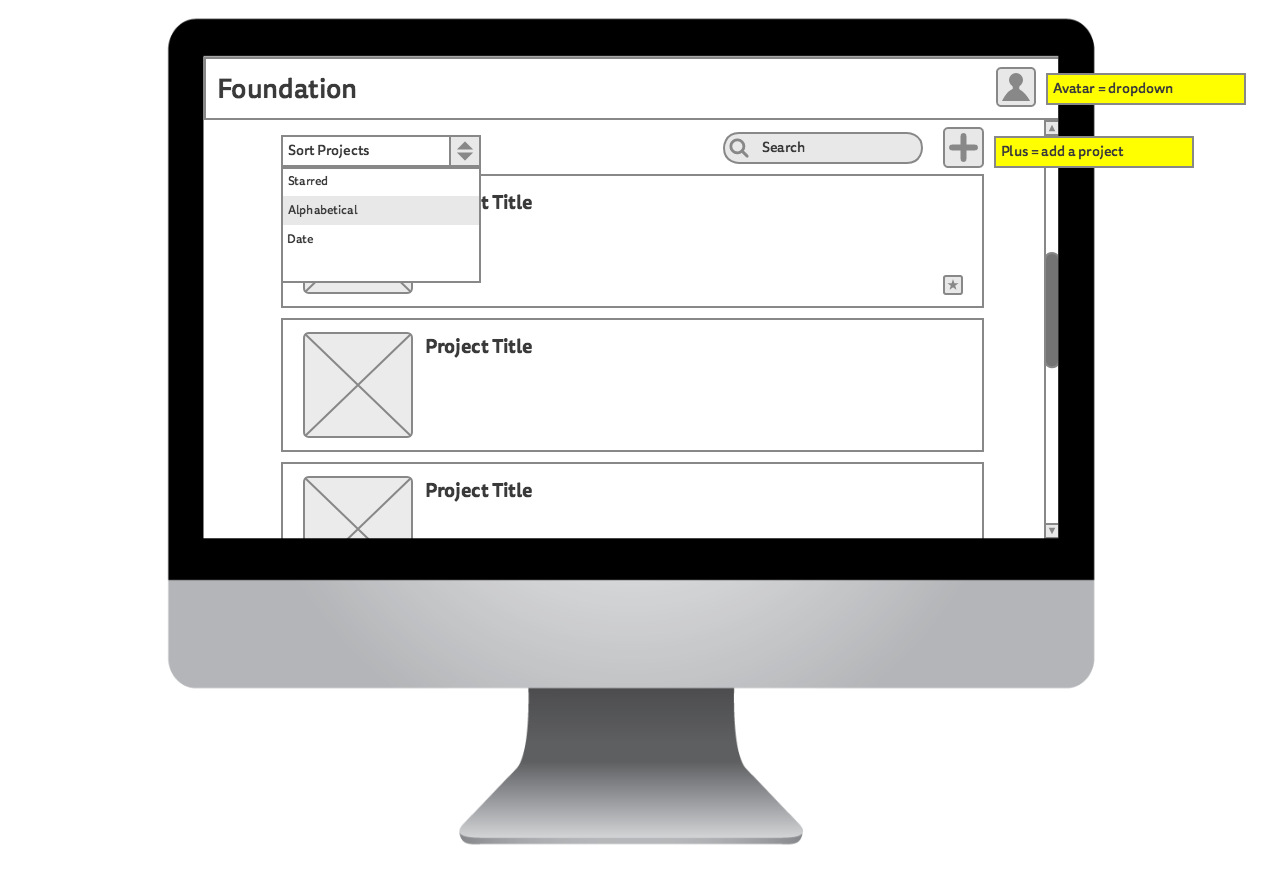 Foundation
Avatar = dropdown
Sort Projects
Search
Plus = add a project
Starred
Alphabetical
Date
t Title
Project Title
Project Title